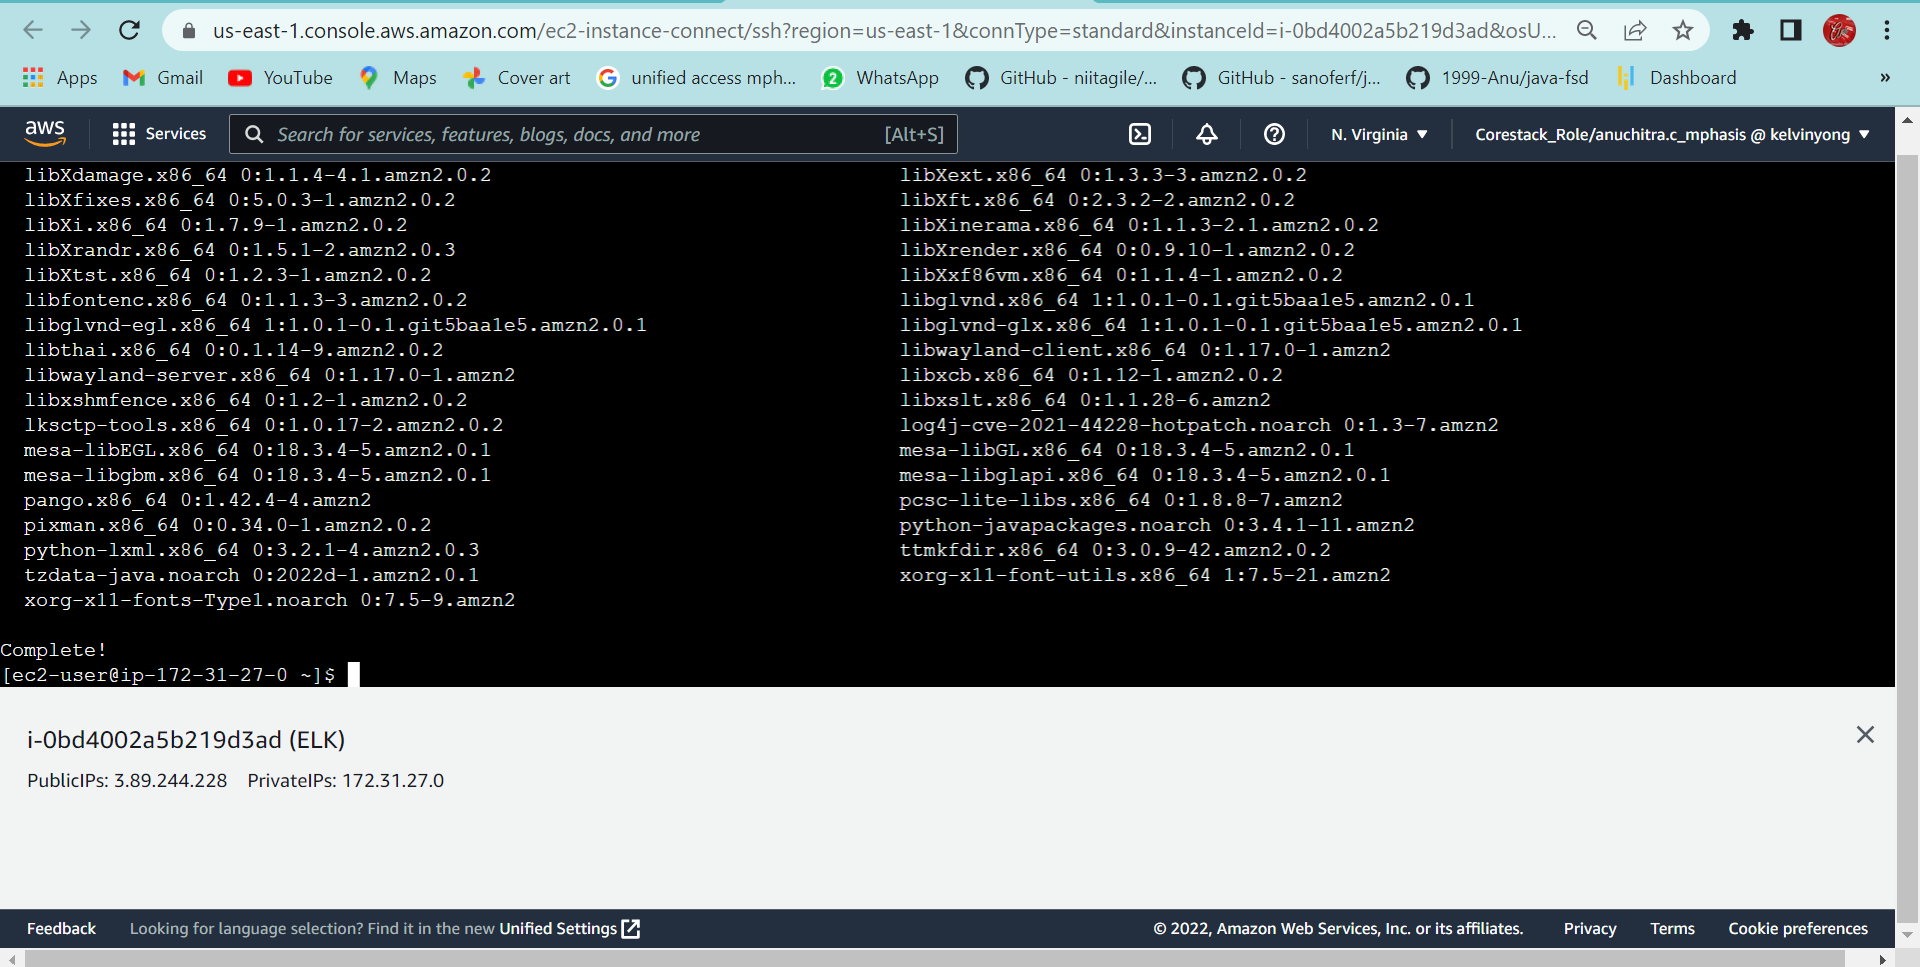 us-east-1.console.aws.amazon.com/ec2-instance-connect/ssh?region=us-east-1&connType=standard&instanceId=i-0bd4002a5b219d3ad&osU...
Apps Gmail YouTube Maps Cover art unified access mph... 2 WhatsApp GitHub - niitagile/... GitHub - sanoferf/j... 1999-Anu/java-fsd Dashboard »
aws Services Search for services, features, blogs, docs, and more [Alt+S] N. Virginia Corestack_Role/anuchitra.c_mphasis @ kelvinyong
libXdamage.x86_64 0:1.1.4-4.1.amzn2.0.2 libXext.x86_64 0:1.3.3-3.amzn2.0.2
libXfixes.x86_64 0:5.0.3-1.amzn2.0.2 libXft.x86_64 0:2.3.2-2.amzn2.0.2
libXi.x86_64 0:1.7.9-1.amzn2.0.2 libXinerama.x86_64 0:1.1.3-2.1.amzn2.0.2
libXrandr.x86_64 0:1.5.1-2.amzn2.0.3 libXrender.x86_64 0:0.9.10-1.amzn2.0.2
libXtst.x86_64 0:1.2.3-1.amzn2.0.2 libXxf86vm.x86_64 0:1.1.4-1.amzn2.0.2
libfontenc.x86_64 0:1.1.3-3.amzn2.0.2 libglvnd.x86_64 1:1.0.1-0.1.git5baa1e5.amzn2.0.1
libglvnd-egl.x86_64 1:1.0.1-0.1.git5baa1e5.amzn2.0.1 libglvnd-glx.x86_64 1:1.0.1-0.1.git5baa1e5.amzn2.0.1
libthai.x86_64 0:0.1.14-9.amzn2.0.2 libwayland-client.x86_64 0:1.17.0-1.amzn2
libwayland-server.x86_64 0:1.17.0-1.amzn2 libxcb.x86_64 0:1.12-1.amzn2.0.2
libxshmfence.x86_64 0:1.2-1.amzn2.0.2 libxslt.x86_64 0:1.1.28-6.amzn2
lksctp-tools.x86_64 0:1.0.17-2.amzn2.0.2 log4j-cve-2021-44228-hotpatch.noarch 0:1.3-7.amzn2
mesa-libEGL.x86_64 0:18.3.4-5.amzn2.0.1 mesa-libGL.x86_64 0:18.3.4-5.amzn2.0.1
mesa-libgbm.x86_64 0:18.3.4-5.amzn2.0.1 mesa-libglapi.x86_64 0:18.3.4-5.amzn2.0.1
pango.x86_64 0:1.42.4-4.amzn2 pcsc-lite-libs.x86_64 0:1.8.8-7.amzn2
pixman.x86_64 0:0.34.0-1.amzn2.0.2 python-javapackages.noarch 0:3.4.1-11.amzn2
python-lxml.x86_64 0:3.2.1-4.amzn2.0.3 ttmkfdir.x86_64 0:3.0.9-42.amzn2.0.2
tzdata-java.noarch 0:2022d-1.amzn2.0.1 xorg-x11-font-utils.x86_64 1:7.5-21.amzn2
xorg-x11-fonts-Type1.noarch 0:7.5-9.amzn2
Complete!
[ec2-user@ip-172-31-27-0 ~]$
i-0bd4002a5b219d3ad (ELK)
PublicIPs: 3.89.244.228 PrivateIPs: 172.31.27.0
Feedback Looking for language selection? Find it in the new Unified Settings © 2022, Amazon Web Services, Inc. or its affiliates. Privacy Terms Cookie preferences